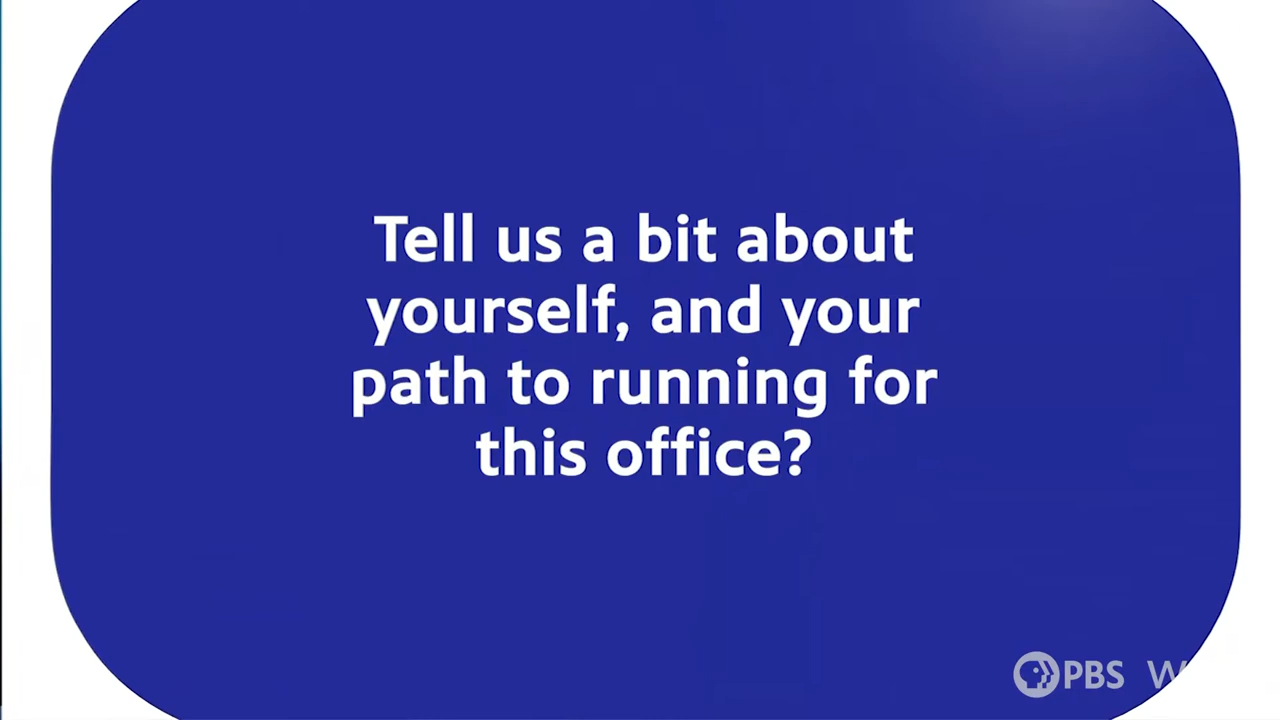 Tell us a bit about
yourself, and your
path to running for
this office?
PBS W